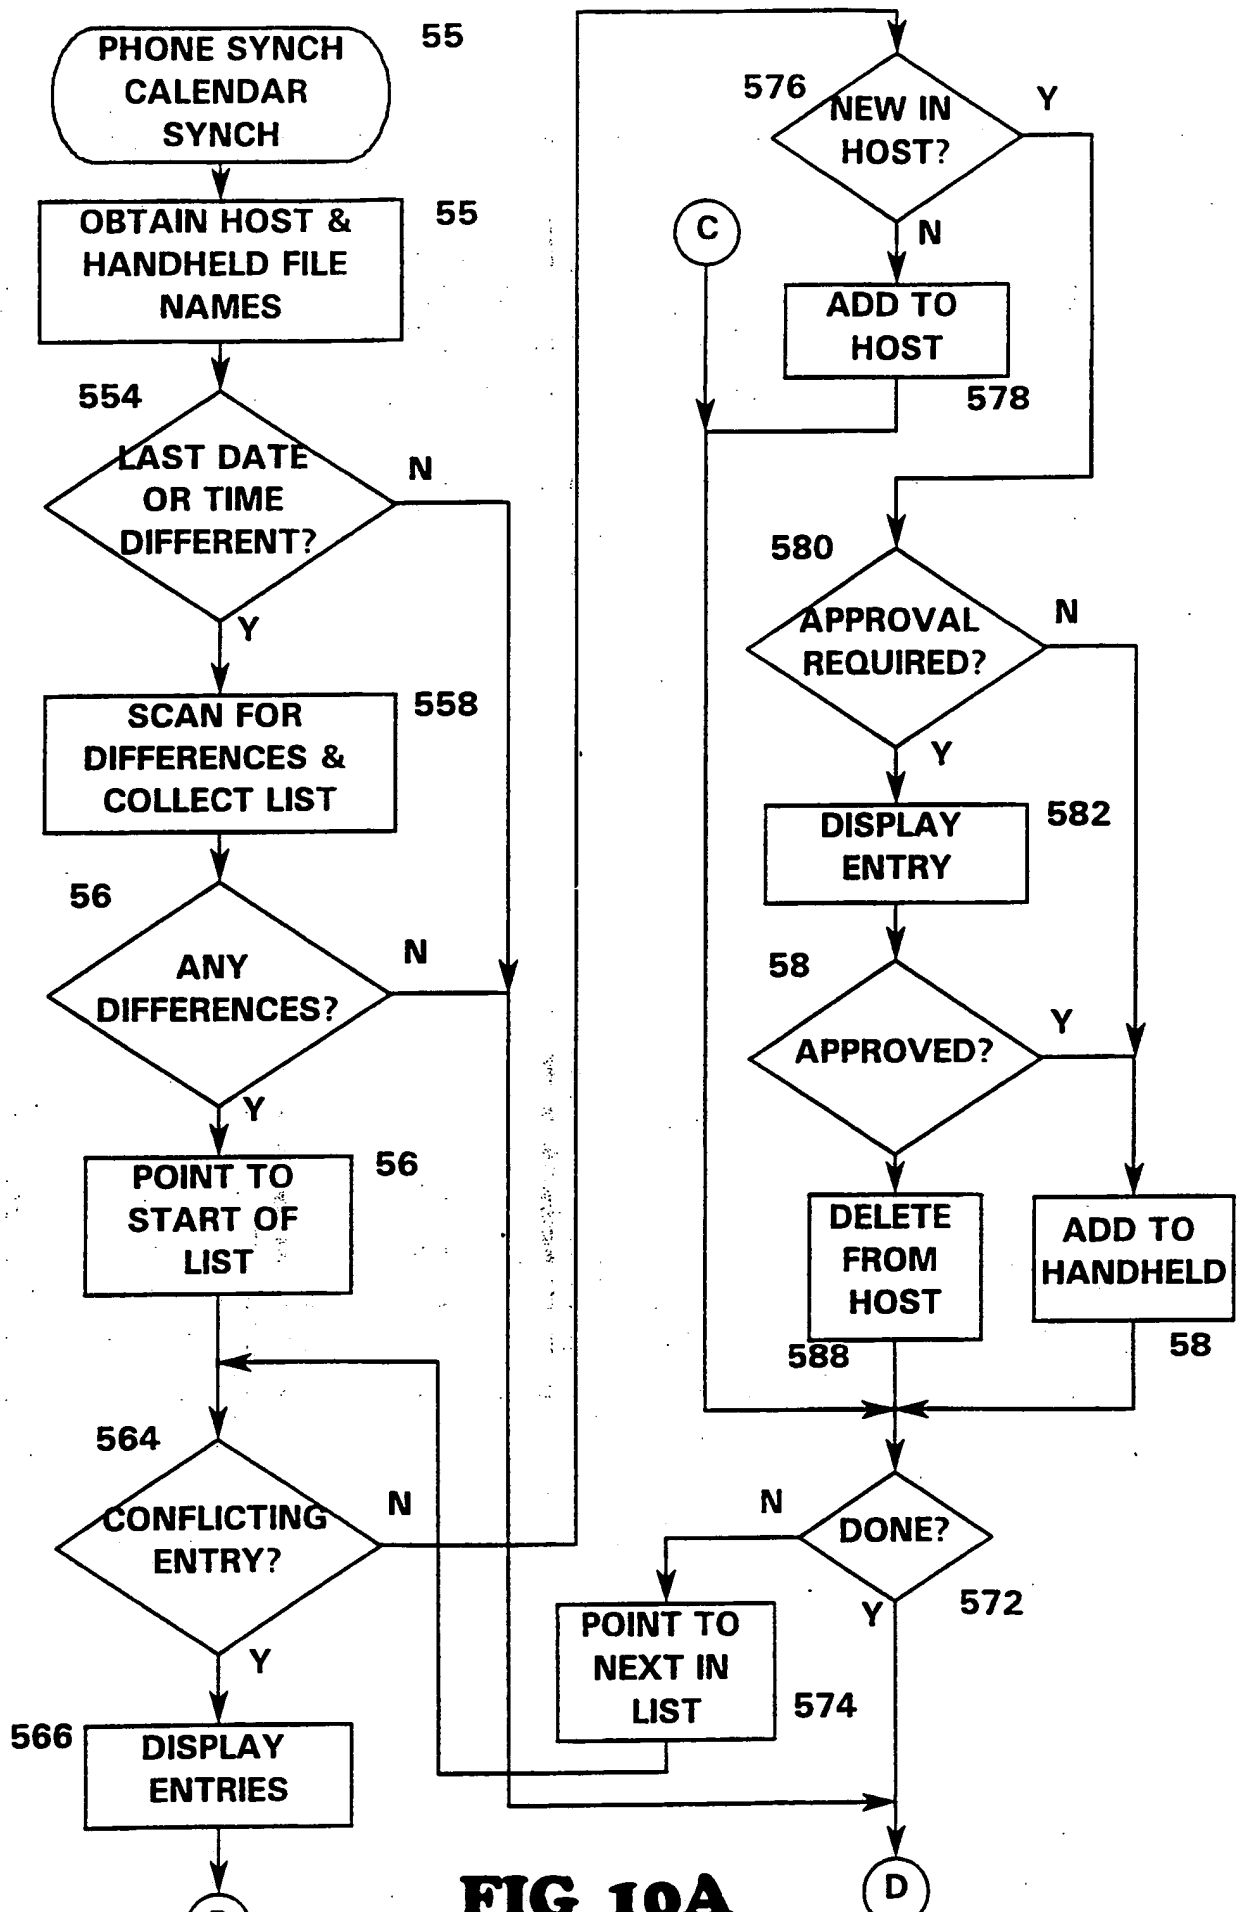 PHONE SYNCH
CALENDAR
SYNCH
55
OBTAIN HOST &
HANDHELD FILE
NAMES
55
554
LAST DATE
OR TIME
DIFFERENT?
N
Y
SCAN FOR
DIFFERENCES &
COLLECT LIST
558
56
ANY
DIFFERENCES?
N
Y
POINT TO
START OF
LIST
56
564
CONFLICTING
ENTRY?
N
Y
566
DISPLAY
ENTRIES
576
NEW IN
HOST?
Y
N
C
ADD TO
HOST
578
580
APPROVAL
REQUIRED?
N
Y
DISPLAY
ENTRY
582
58
APPROVED?
Y
DELETE
FROM
HOST
588
ADD TO
HANDHELD
58
DONE?
N
Y
572
POINT TO
NEXT IN
LIST
574
D
FIG 10A